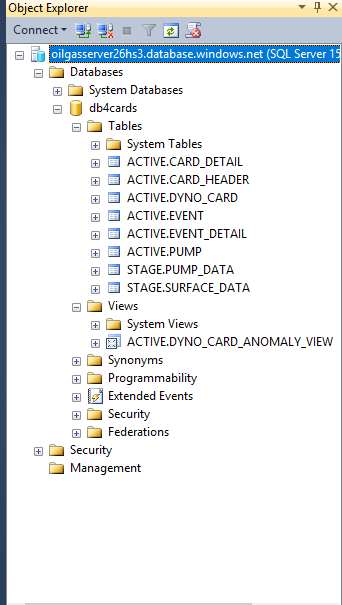 Object Explorer
Connect
oilgasserver26hs3.database.windows.net (SQL Server 15
Databases
System Databases
db4cards
Tables
System Tables
ACTIVE.CARD_DETAIL
ACTIVE.CARD_HEADER
ACTIVE.DYNO_CARD
ACTIVE.EVENT
ACTIVE.EVENT_DETAIL
ACTIVE.PUMP
STAGE.PUMP_DATA
STAGE.SURFACE_DATA
Views
System Views
ACTIVE.DYNO_CARD_ANOMALY_VIEW
Synonyms
Programmability
Extended Events
Security
Federations
Security
Management